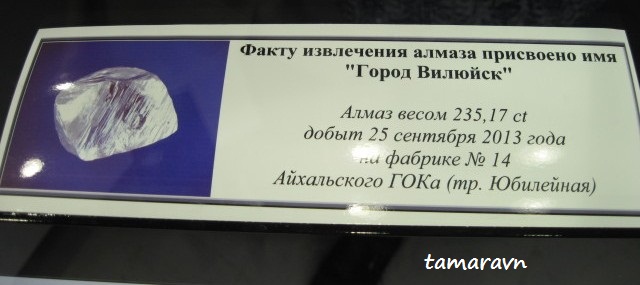 Факту извлечения алмаза присвоено имя
"Город Вилюйск"
Алмаз весом 235,17 ct
добыт 25 сентября 2013 года
на фабрике № 14
Айхальского ГОКа (тр. Юбилейная)
tamaravn